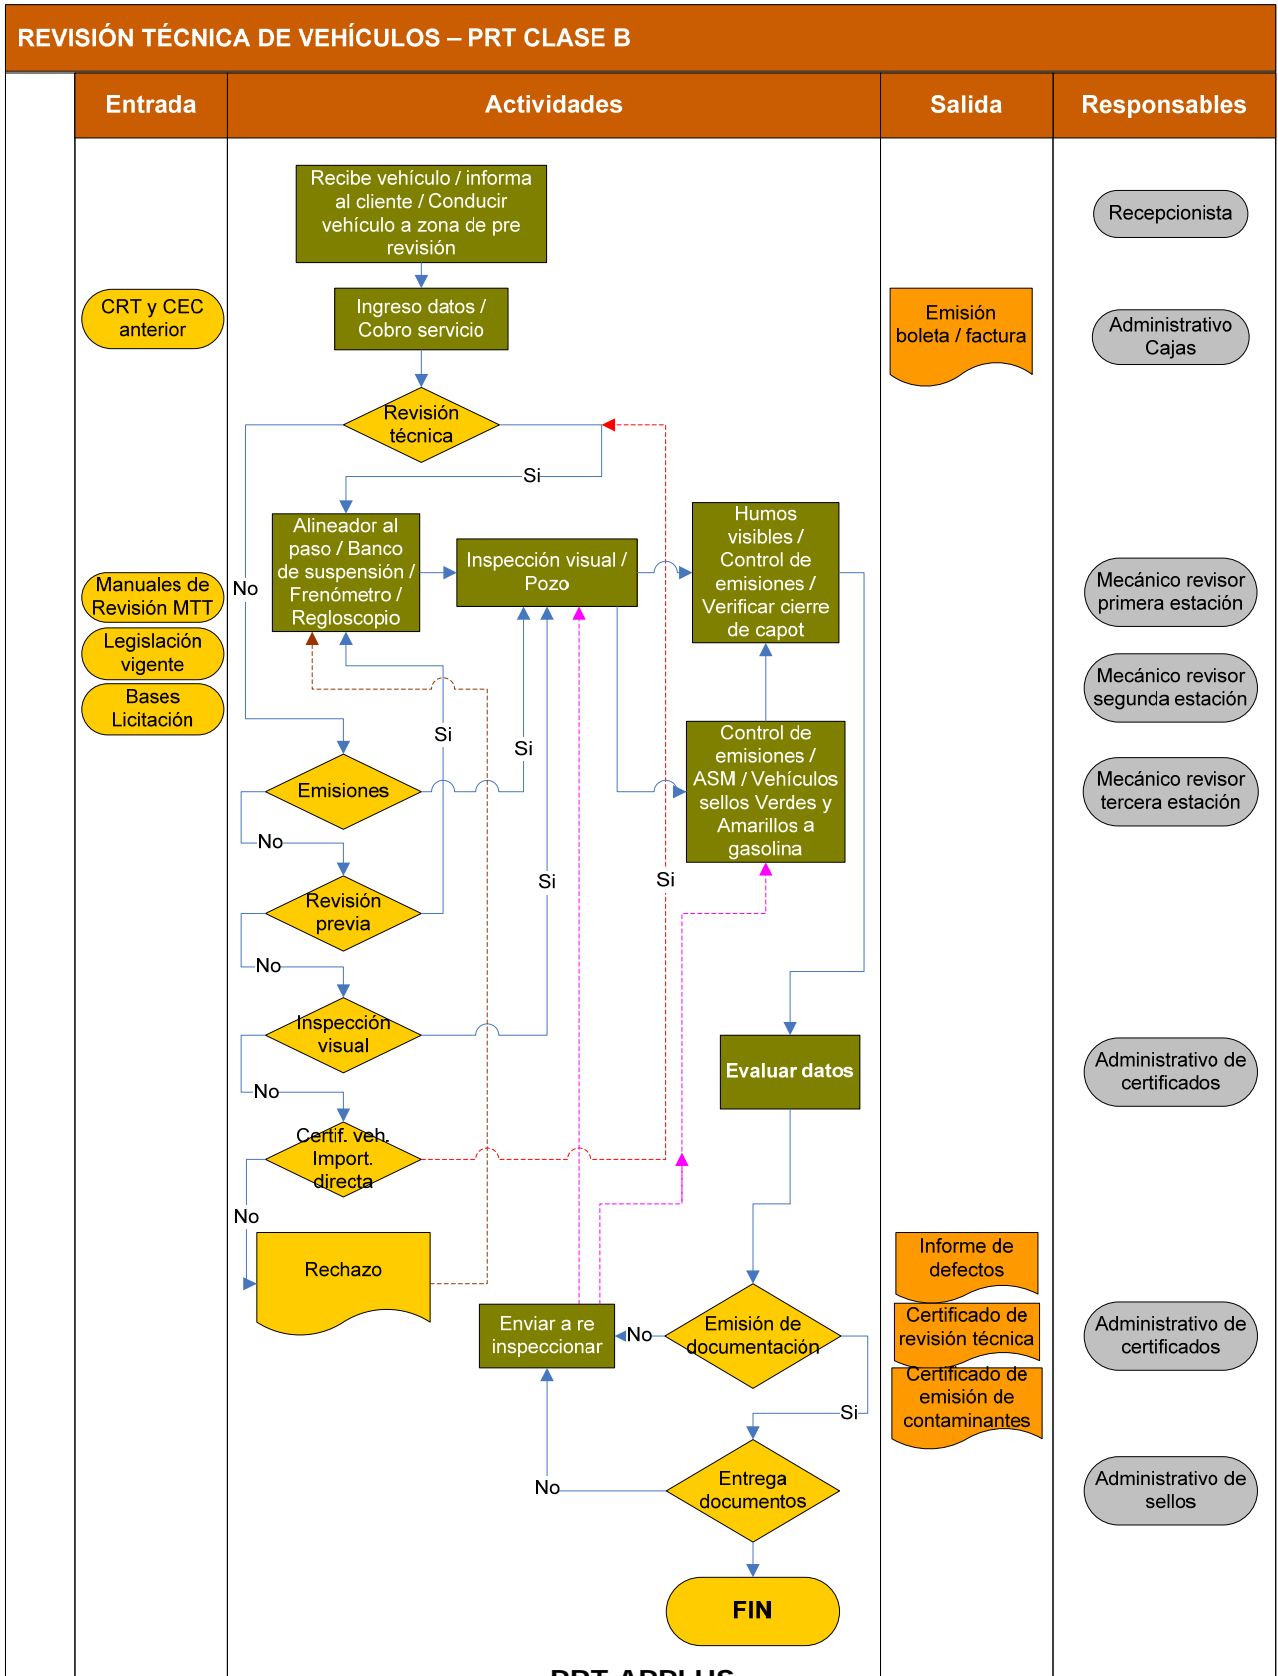 REVISIÓN TÉCNICA DE VEHÍCULOS – PRT CLASE B
Entrada
Actividades
Salida
Responsables
Recibe vehículo / informa
al cliente / Conducir
vehículo a zona de pre
revisión
Recepcionista
CRT y CEC
anterior
Ingreso datos /
Cobro servicio
Emisión
boleta / factura
Administrativo
Cajas
Revisión
técnica
Si
No
Alineador al
paso / Banco
de suspensión /
Frenómetro /
Regloscopio
Inspección visual /
Pozo
Humos
visibles /
Control de
emisiones /
Verificar cierre
de capot
Manuales de
Revisión MTT
Legislación
vigente
Bases
Licitación
Mecánico revisor
primera estación
Mecánico revisor
segunda estación
Mecánico revisor
tercera estación
Si
Si
Emisiones
Control de
emisiones /
ASM / Vehículos
sellos Verdes y
Amarillos a
gasolina
No
Si
Si
Revisión
previa
No
Inspección
visual
Evaluar datos
Administrativo de
certificados
No
Certif. veh.
Import.
directa
No
Rechazo
Informe de
defectos
Enviar a re
inspeccionar
No
Emisión de
documentación
Certificado de
revisión técnica
Administrativo de
certificados
Certificado de
emisión de
contaminantes
Si
No
Entrega
documentos
Administrativo de
sellos
FIN
PRT APPLUS